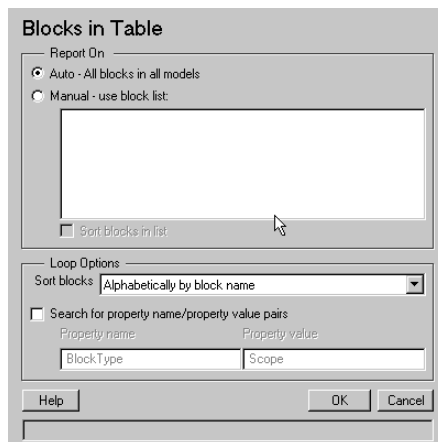 Blocks in Table
Report On
Auto - All blocks in all models
Manual - use block list:
Sort blocks in list
Loop Options
Sort blocks Alphabetically by block name
Search for property name/property value pairs
Property name Property value
BlockType Scope
Help OK Cancel